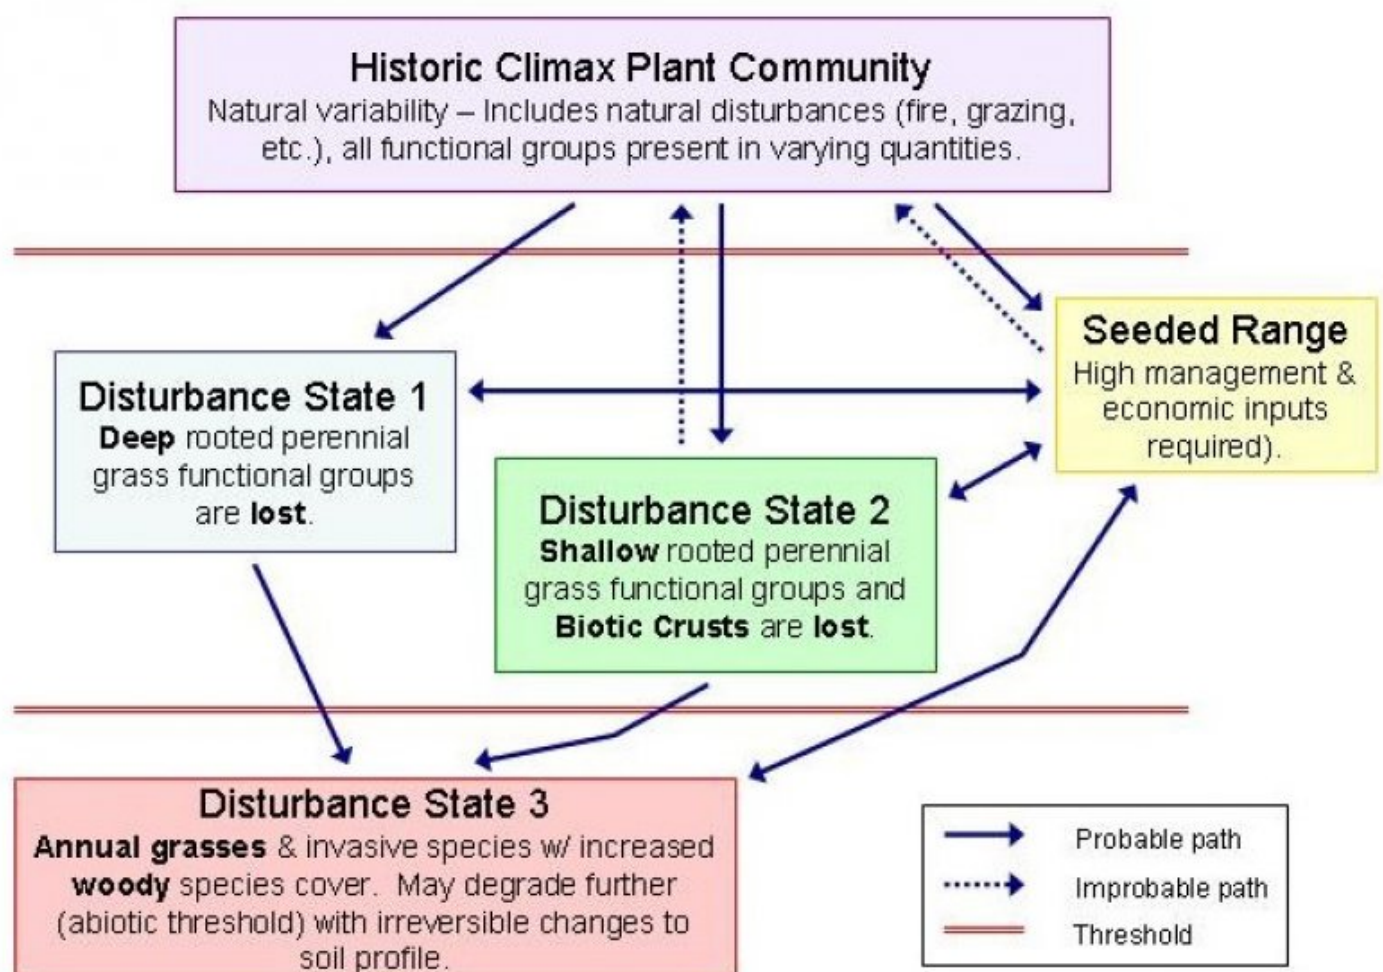 Historic Climax Plant Community
Natural variability – Includes natural disturbances (fire, grazing,
etc.), all functional groups present in varying quantities.
Seeded Range
High management &
economic inputs
required).
Disturbance State 1
Deep rooted perennial
grass functional groups
are lost.
Disturbance State 2
Shallow rooted perennial
grass functional groups and
Biotic Crusts are lost.
Disturbance State 3
Annual grasses & invasive species w/ increased
woody species cover. May degrade further
(abiotic threshold) with irreversible changes to
soil profile.
Probable path
Improbable path
Threshold